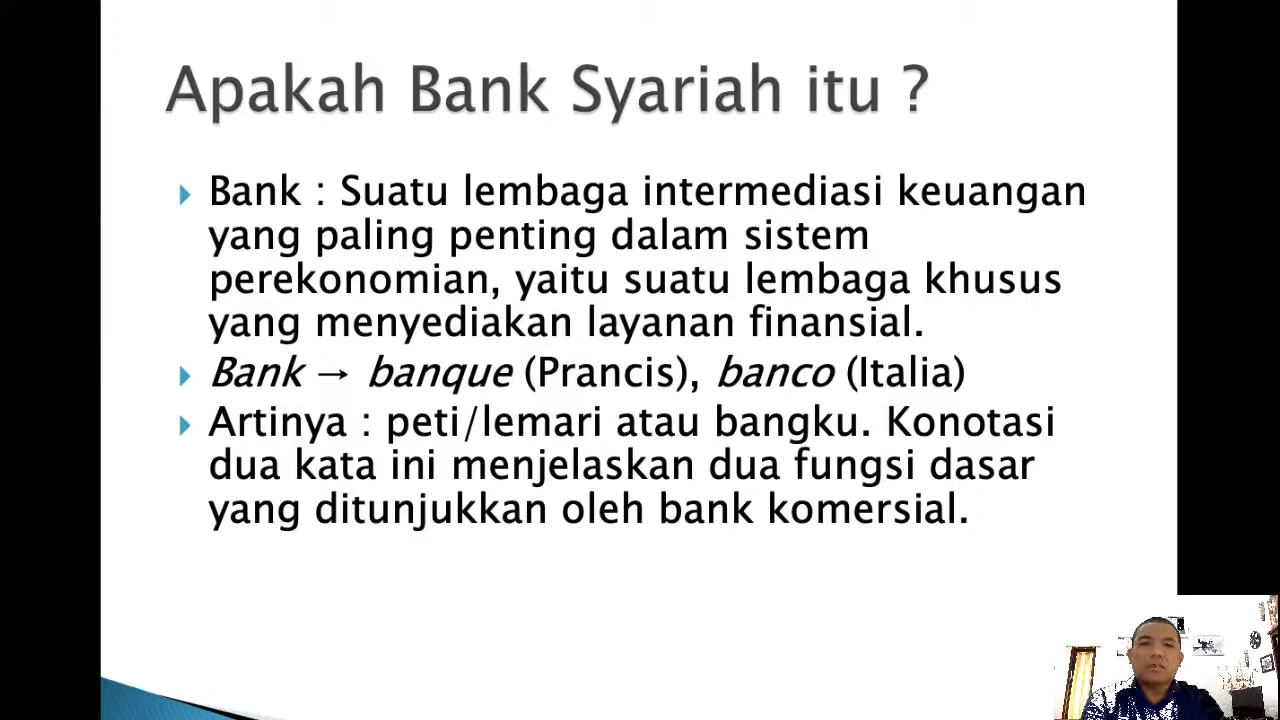 Apakah Bank Syariah itu ?
Bank : Suatu lembaga intermediasi keuangan
yang paling penting dalam sistem
perekonomian, yaitu suatu lembaga khusus
yang menyediakan layanan finansial.
Bank → banque (Prancis), banco (Italia)
Artinya : peti/lemari atau bangku. Konotasi
dua kata ini menjelaskan dua fungsi dasar
yang ditunjukkan oleh bank komersial.